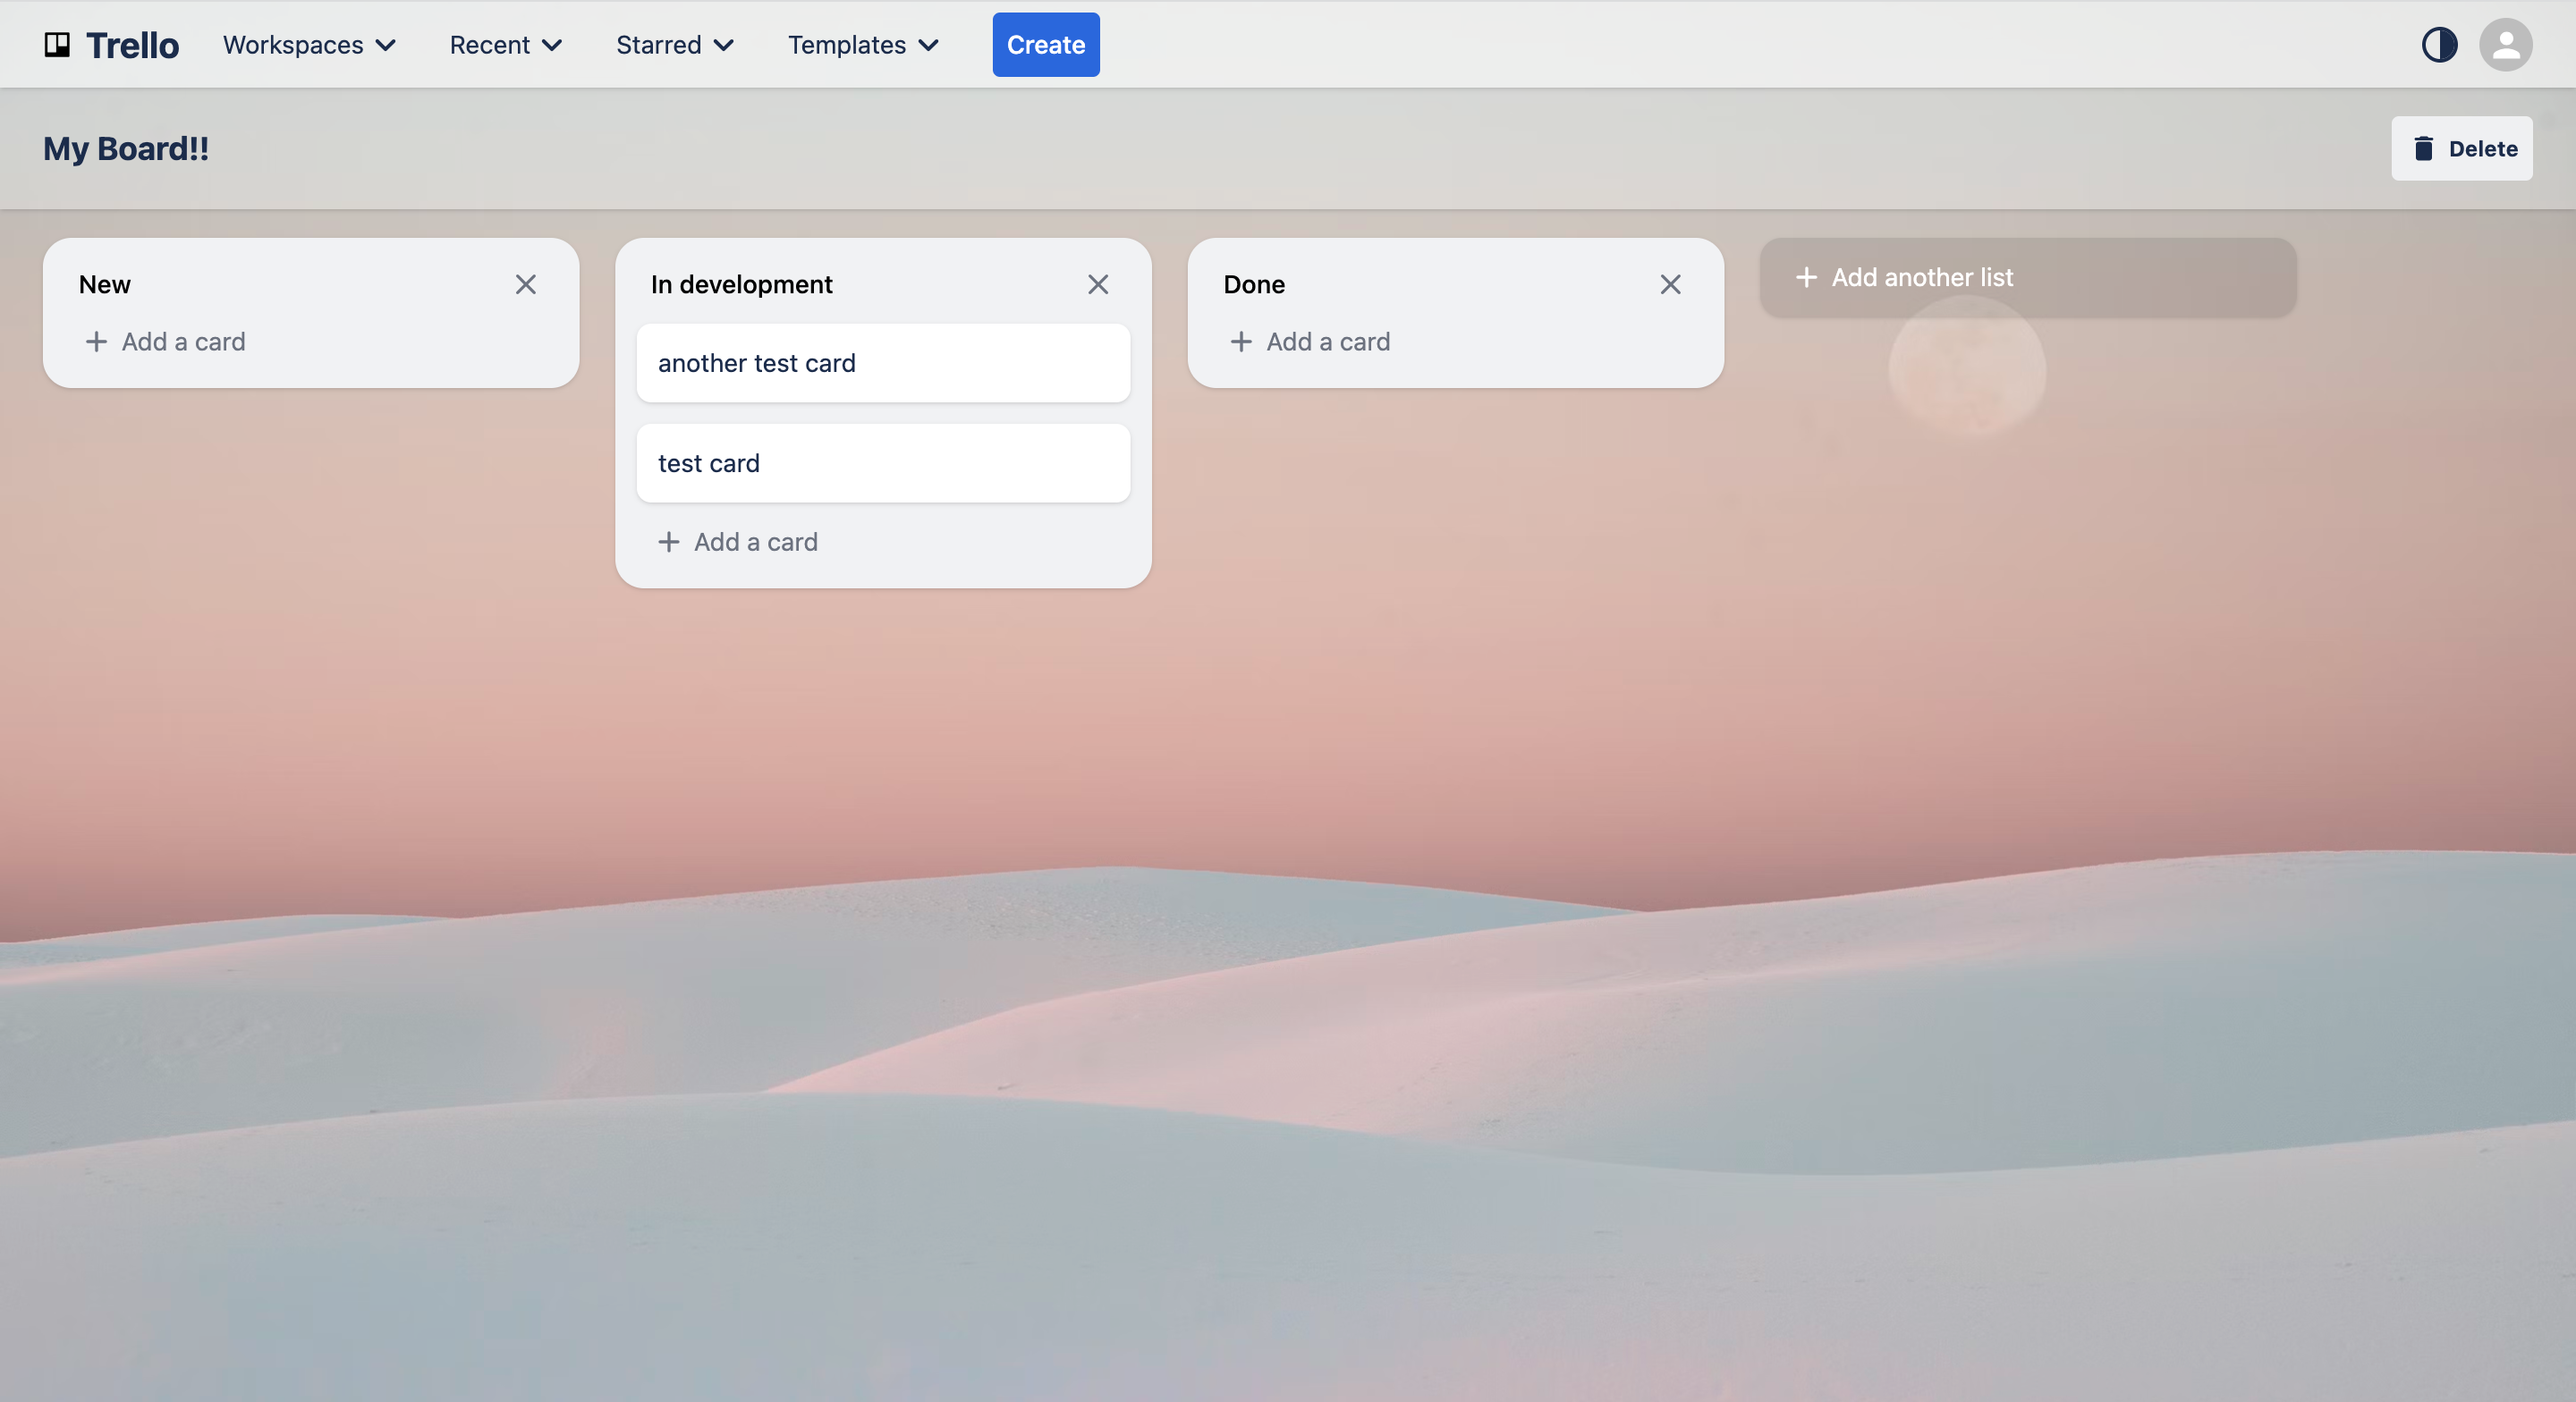 Trello Workspaces Recent Starred Templates Create
My Board!! Delete
New
Add a card
In development
another test card
test card
Add a card
Done
Add a card
Add another list